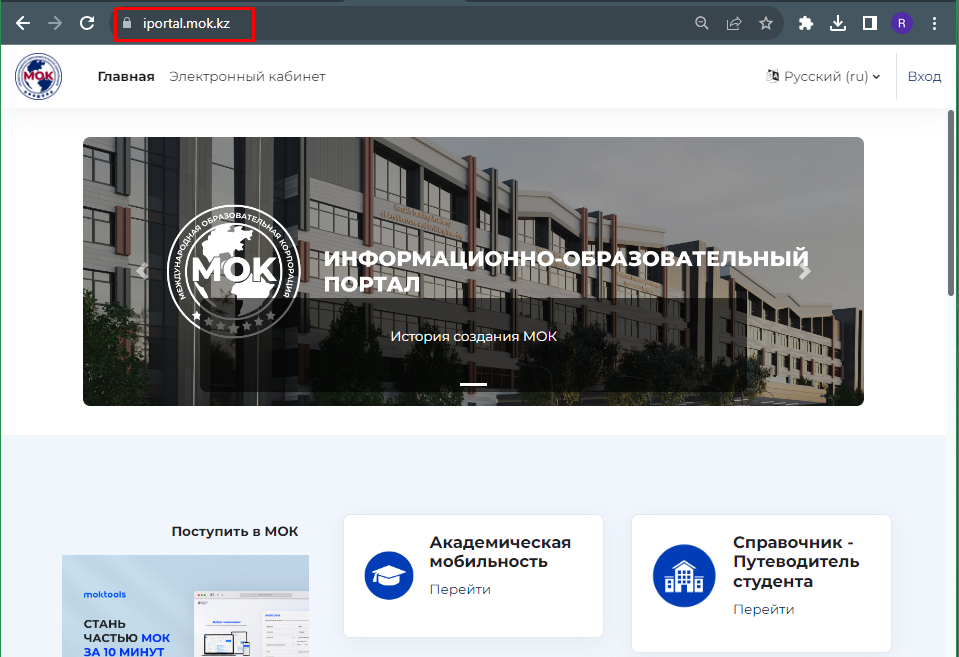 iportal.mok.kz
R
МОК
Главная
Электронный кабинет
Русский (ru)
Вход
МЕЖДУНАРОДНАЯ ОБРАЗОВАТЕЛЬНАЯ КОРПОРАЦИЯ
МОК
ИНФОРМАЦИОННО-ОБРАЗОВАТЕЛЬНЫЙ
ПОРТАЛ
История создания МОК
Поступить в МОК
moktools
СТАНЬ
ЧАСТЬЮ МОК
ЗА 10 МИНУТ
Академическая
мобильность
Перейти
Справочник -
Путеводитель
студента
Перейти